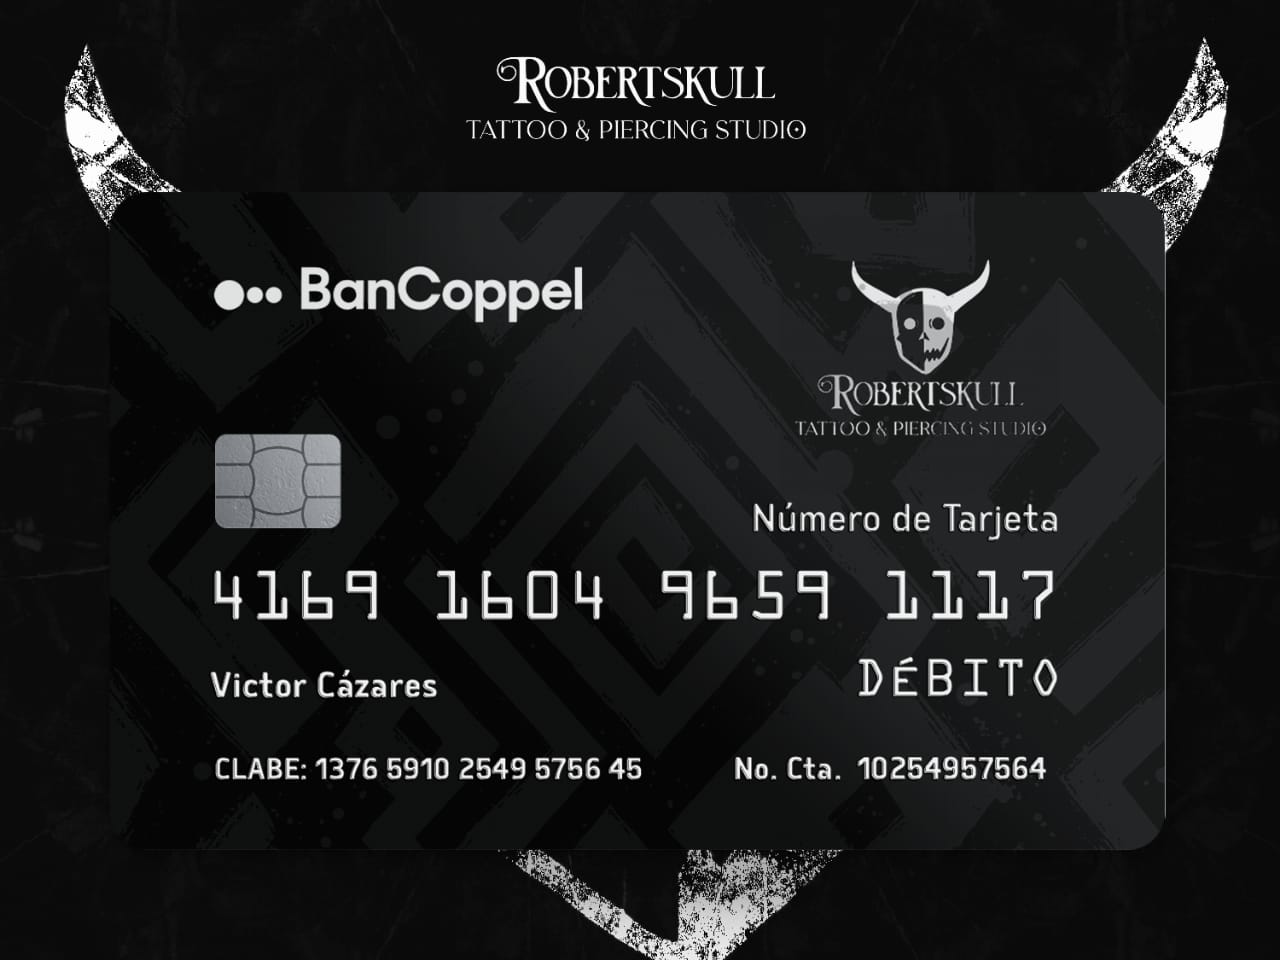 ROBERTSKULL
TATTOO & PIERCING STUDIO
BanCoppel
ROBERTSKULL
TATTOO & PIERCING STUDIO
Número de Tarjeta
4169 1604 9659 1117
Victor Cázares
DÉBITO
CLABE: 1376 5910 2549 5756 45
No. Cta. 10254957564